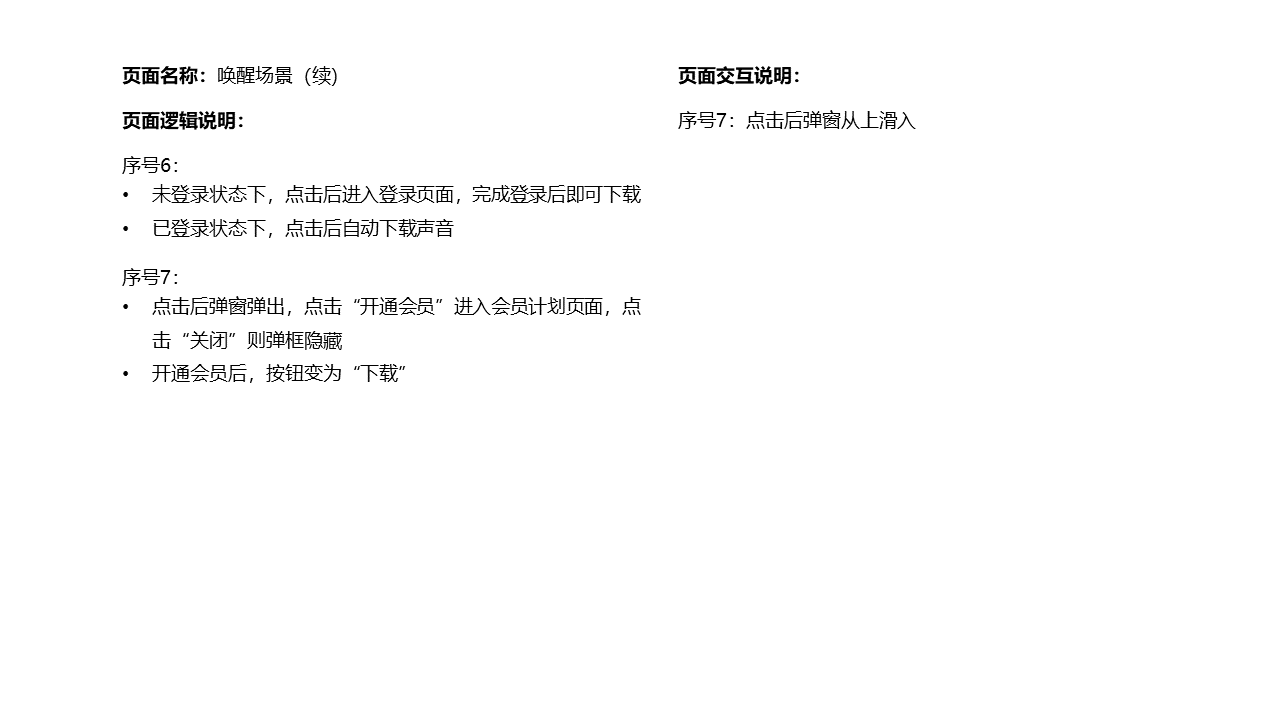 页面名称：唤醒场景（续)
页面逻辑说明：
序号6：
• 未登录状态下，点击后进入登录页面，完成登录后即可下载
• 已登录状态下，点击后自动下载声音
序号7：
• 点击后弹窗弹出，点击“开通会员”进入会员计划页面，点
击“关闭”则弹框隐藏
• 开通会员后，按钮变为“下载”
页面交互说明：
序号7：点击后弹窗从上滑入